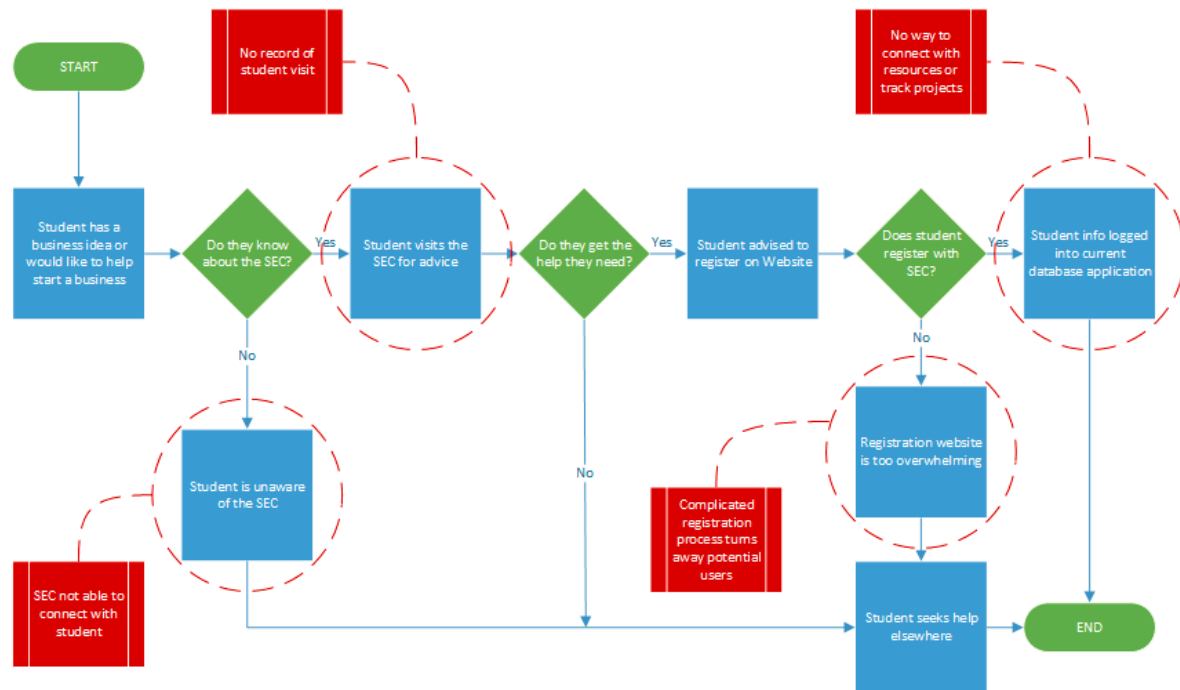 START
No record of
student visit
No way to
connect with
resources or
track projects
Student has a
business idea or
would like to help
start a business
Do they know
about the SEC?
Yes
Student visits the
SEC for advice
Do they get the
help they need?
Yes
Student advised to
register on Website
Does student
register with
SEC?
Yes
Student info logged
into current
database application
No
No
No
Student is unaware
of the SEC
Registration website
is too overwhelming
SEC not able to
connect with
student
Complicated
registration
process turns
away potential
users
Student seeks help
elsewhere
END